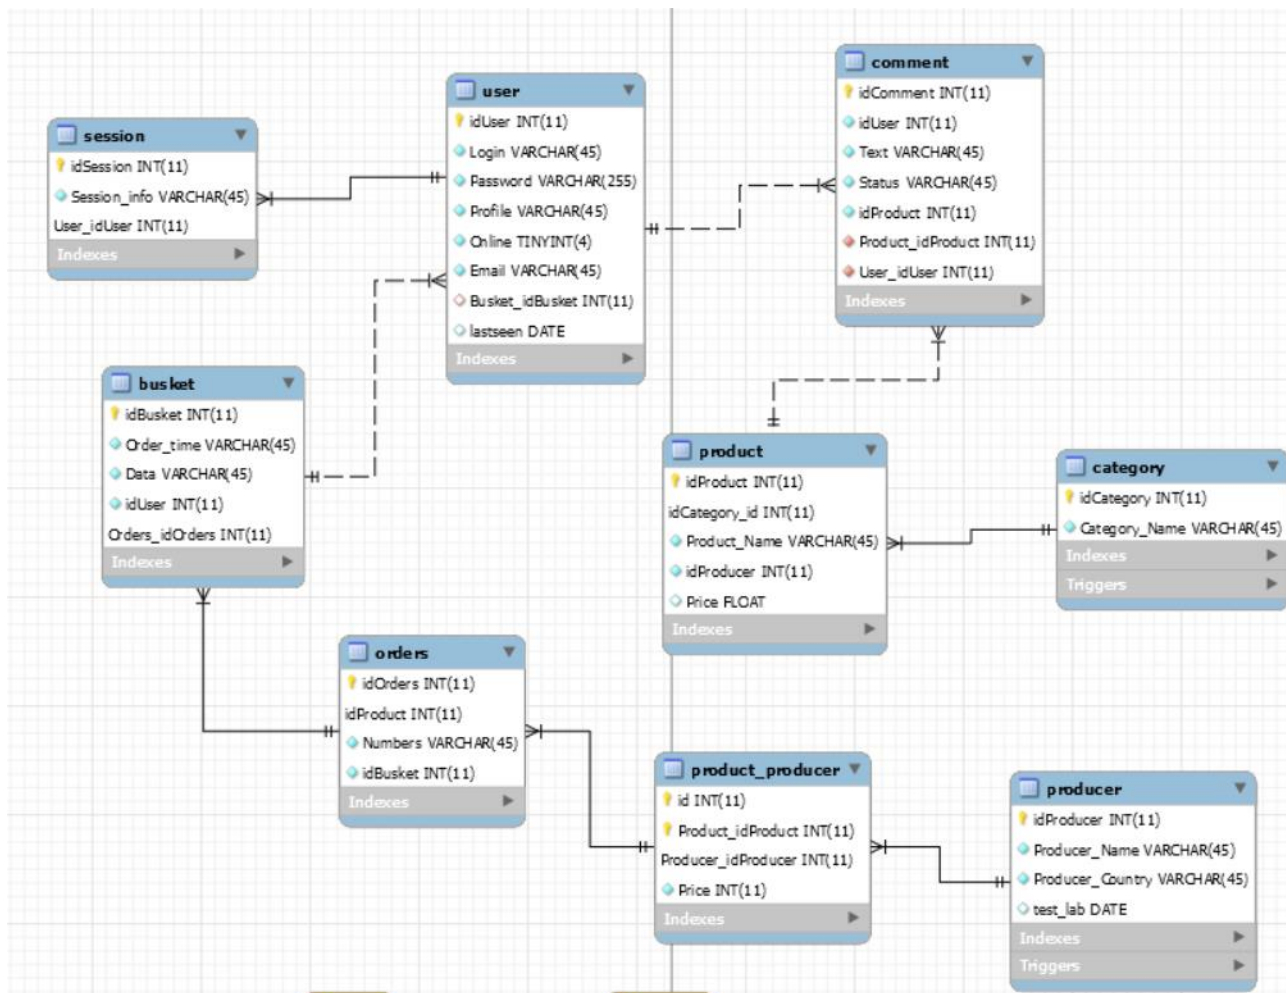 session
idSession INT(11)
Session_info VARCHAR(45)
User_idUser INT(11)
Indexes
user
idUser INT(11)
Login VARCHAR(45)
Password VARCHAR(255)
Profile VARCHAR(45)
Online TINYINT(4)
Email VARCHAR(45)
Busket_idBusket INT(11)
lastseen DATE
Indexes
comment
idComment INT(11)
idUser INT(11)
Text VARCHAR(45)
Status VARCHAR(45)
idProduct INT(11)
Product_idProduct INT(11)
User_idUser INT(11)
Indexes
busket
idBusket INT(11)
Order_time VARCHAR(45)
Data VARCHAR(45)
idUser INT(11)
Orders_idOrders INT(11)
Indexes
product
idProduct INT(11)
idCategory_id INT(11)
Product_Name VARCHAR(45)
idProducer INT(11)
Price FLOAT
Indexes
category
idCategory INT(11)
Category_Name VARCHAR(45)
Indexes
Triggers
orders
idOrders INT(11)
idProduct INT(11)
Numbers VARCHAR(45)
idBusket INT(11)
Indexes
product_producer
id INT(11)
Product_idProduct INT(11)
Producer_idProducer INT(11)
Price INT(11)
Indexes
producer
idProducer INT(11)
Producer_Name VARCHAR(45)
Producer_Country VARCHAR(45)
test_lab DATE
Indexes
Triggers